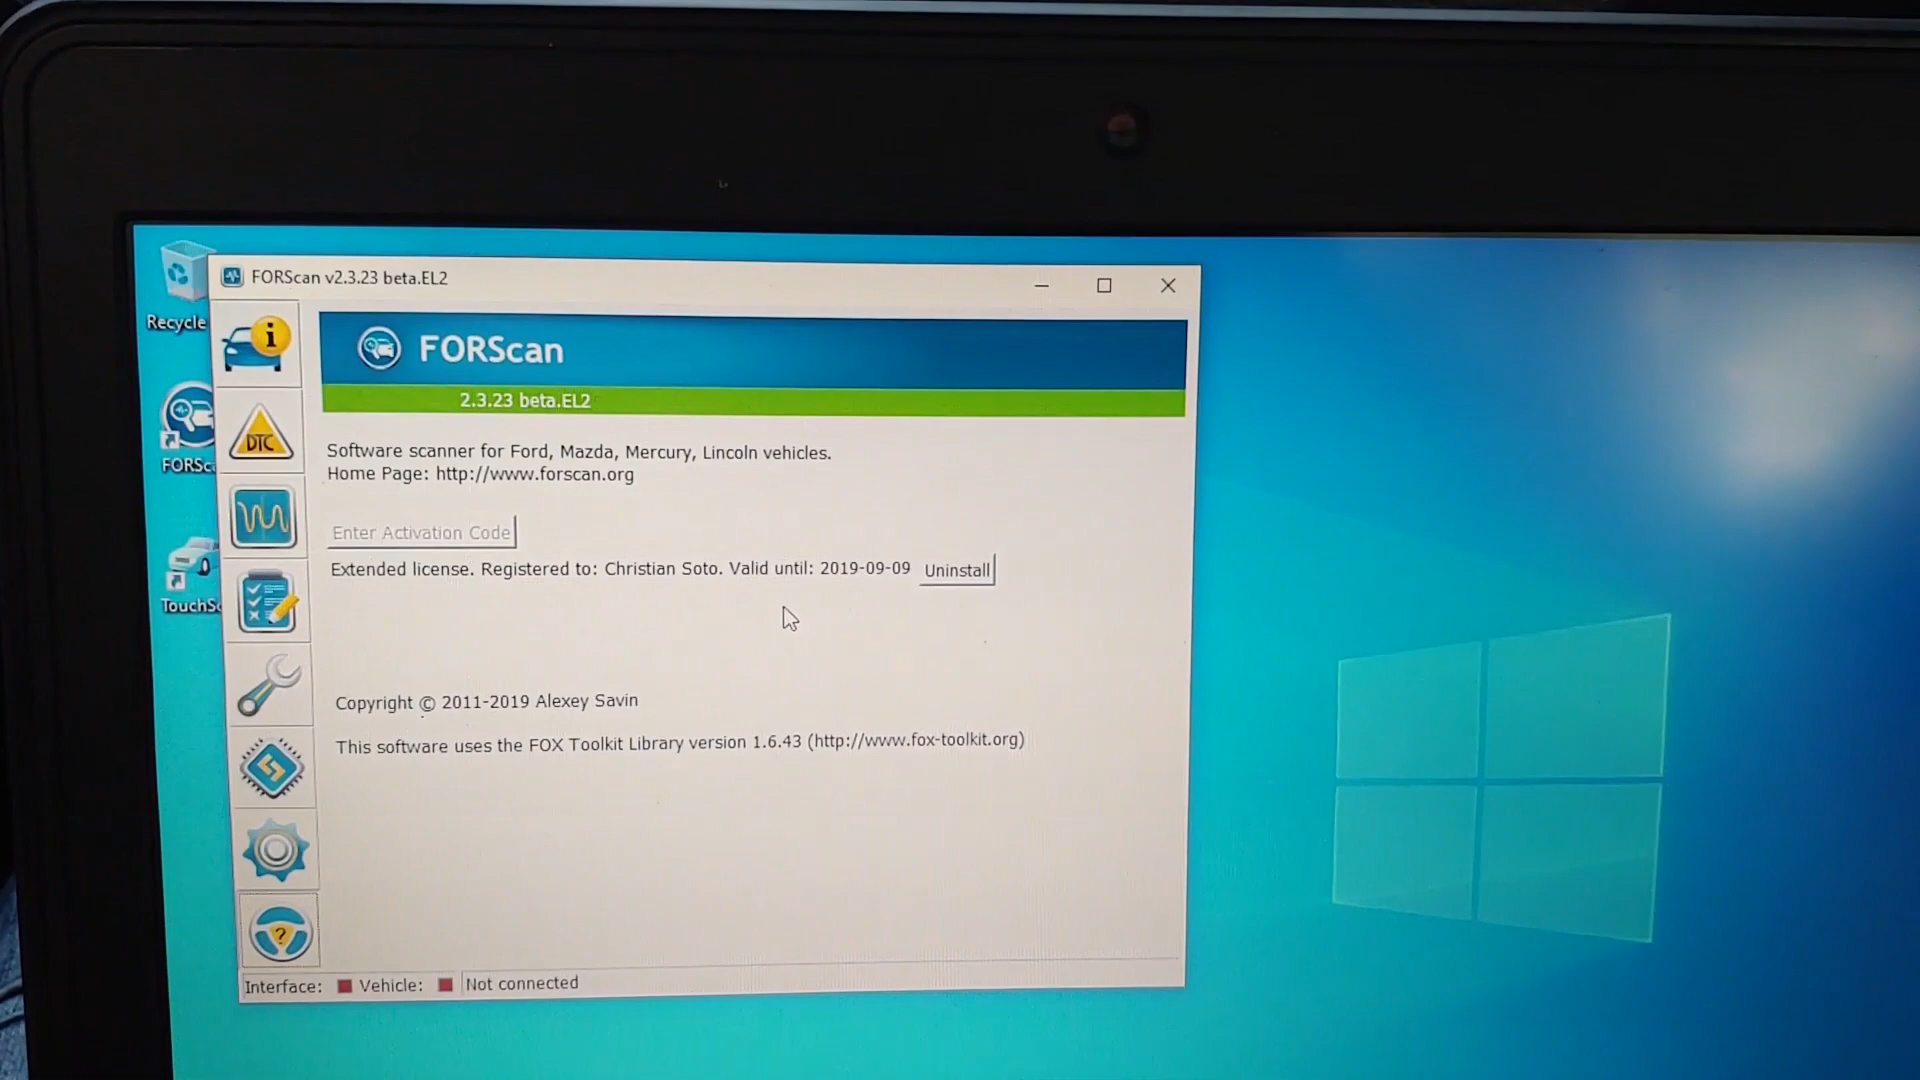 FORScan v2.3.23 beta.EL2
Recycle
FORSc
TouchSc
i
DTC
?
FORScan
2.3.23 beta.EL2
Software scanner for Ford, Mazda, Mercury, Lincoln vehicles.
Home Page: http://www.forscan.org
Enter Activation Code
Extended license. Registered to: Christian Soto. Valid until: 2019-09-09 Uninstall
Copyright © 2011-2019 Alexey Savin
This software uses the FOX Toolkit Library version 1.6.43 (http://www.fox-toolkit.org)
Interface: Vehicle: Not connected